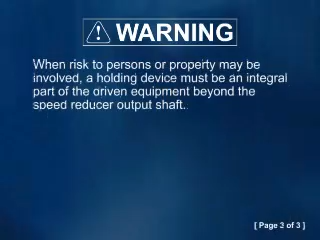 WARNING
When risk to persons or property may be
involved, a holding device must be an integral
part of the driven equipment beyond the
speed reducer output shaft.
[ Page 3 of 3 ]